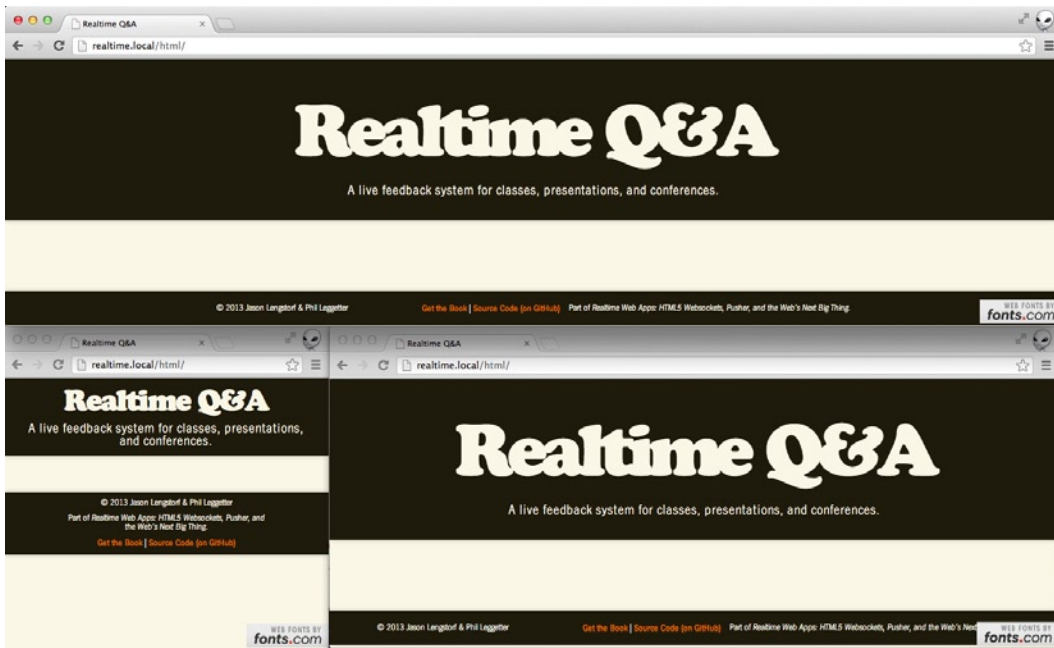 Realtime Q&A
realtime.local/html/
Realtime Q&A
A live feedback system for classes, presentations, and conferences.
© 2013 Jason Lengstorf & Phil Leggetter
Get the Book | Source Code (on GitHub)
Part of Realtime Web Apps: HTML5 Websockets, Pusher, and the Web's Next Big Thing.
WEB FONTS BY
fonts.com
Realtime Q&A
realtime.local/html/
Realtime Q&A
A live feedback system for classes, presentations,
and conferences.
© 2013 Jason Lengstorf & Phil Leggetter
Part of Realtime Web Apps: HTML5 Websockets, Pusher, and
the Web's Next Big Thing.
Get the Book | Source Code (on GitHub)
WEB FONTS BY
fonts.com
Realtime Q&A
realtime.local/html/
Realtime Q&A
A live feedback system for classes, presentations, and conferences.
© 2013 Jason Lengstorf & Phil Leggetter
Get the Book | Source Code (on GitHub)
Part of Realtime Web Apps: HTML5 Websockets, Pusher, and the Web's Next
WEB FONTS BY
fonts.com